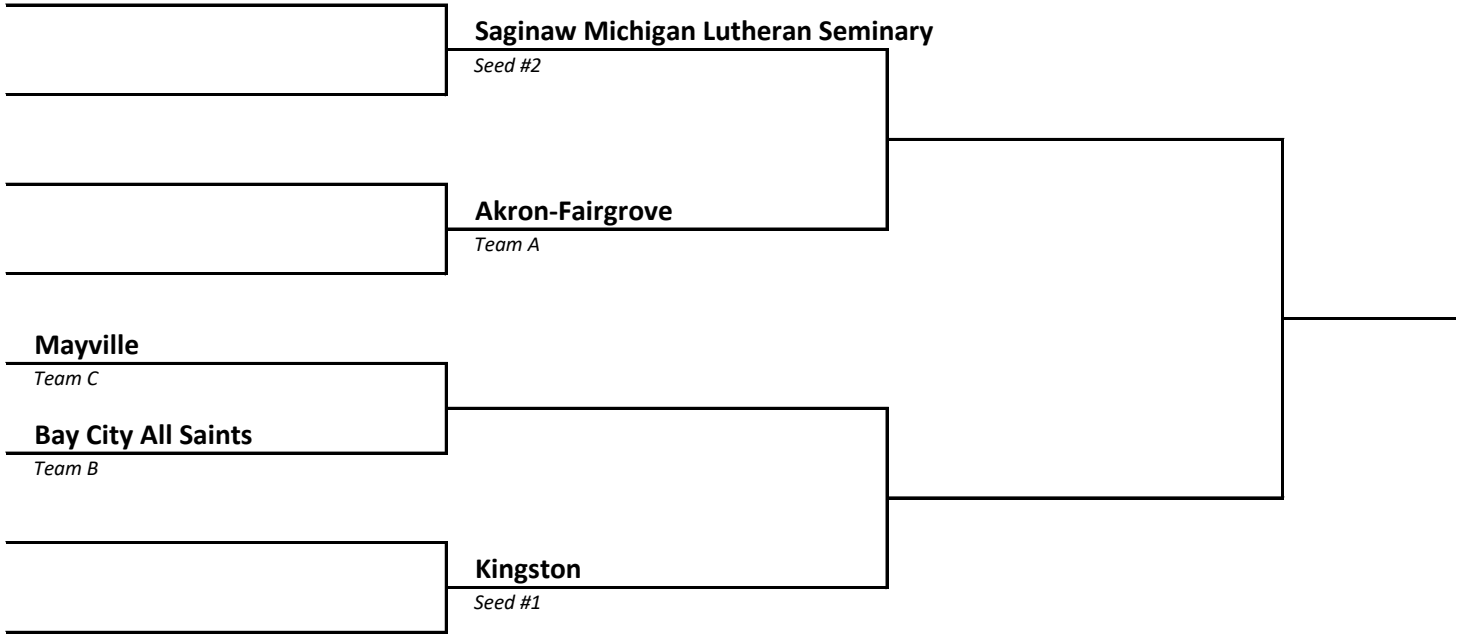 Saginaw Michigan Lutheran Seminary
Seed #2
Akron-Fairgrove
Team A
Mayville
Team C
Bay City All Saints
Team B
Kingston
Seed #1